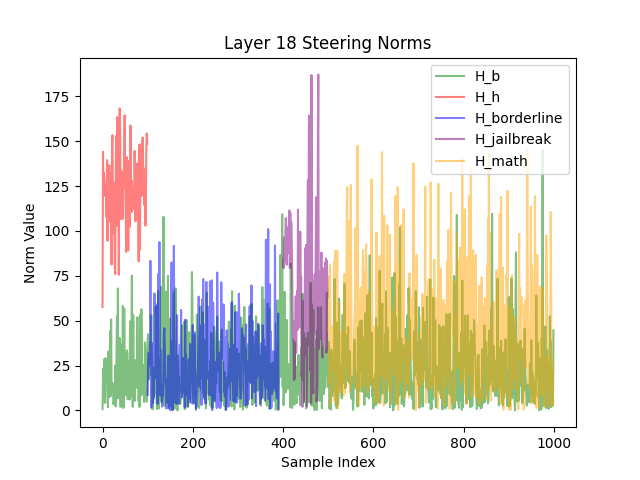 Layer 18 Steering Norms
H_b
H_h
H_borderline
H_jailbreak
H_math
Norm Value
175
150
125
100
75
50
25
0
0 200 400 600 800 1000
Sample Index